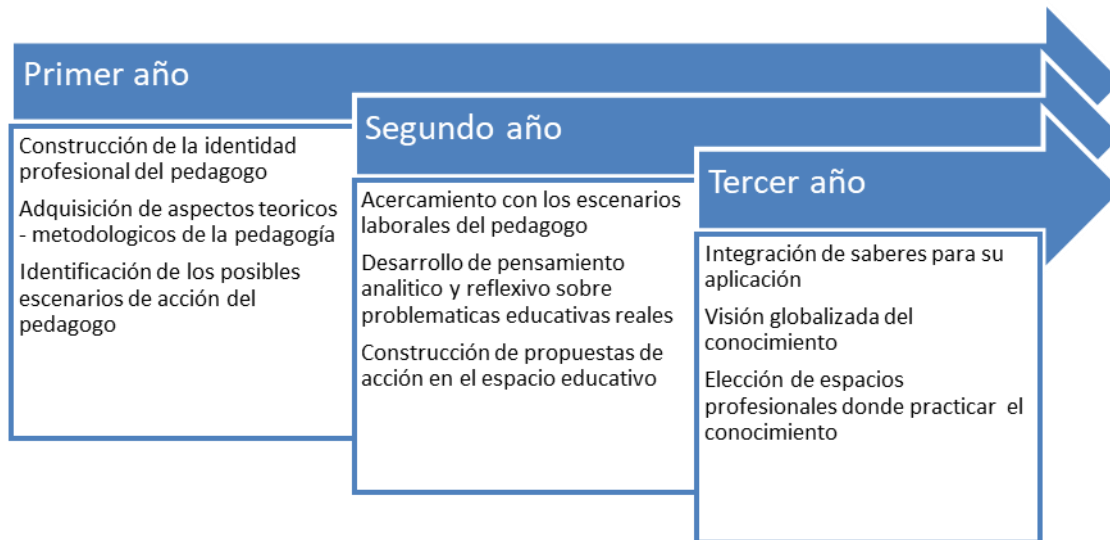 Primer año
Construcción de la identidad
profesional del pedagogo
Adquisición de aspectos teoricos
- metodologicos de la pedagogía
Identificación de los posibles
escenarios de acción del
pedagogo
Segundo año
Acercamiento con los escenarios
laborales del pedagogo
Desarrollo de pensamiento
analitico y reflexivo sobre
problematicas educativas reales
Construcción de propuestas de
acción en el espacio educativo
Tercer año
Integración de saberes para su
aplicación
Visión globalizada del
conocimiento
Elección de espacios
profesionales donde practicar el
conocimiento